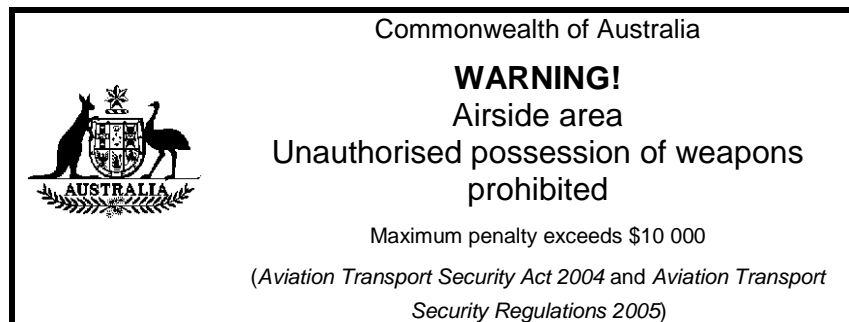 Commonwealth of Australia
WARNING!
Airside area
Unauthorised possession of weapons
prohibited
Maximum penalty exceeds $10 000
(Aviation Transport Security Act 2004 and Aviation Transport
Security Regulations 2005)
AUSTRALIA